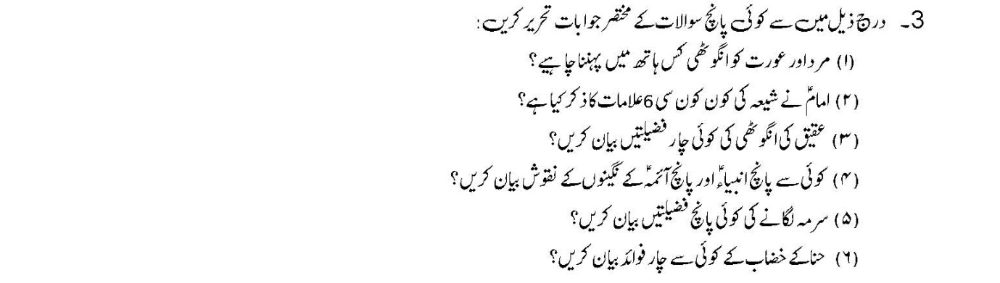 3۔ درج ذیل میں سے کوئی پانچ سوالات کے مختصر جوابات تحریر کریں:
(۱) مرد اور عورت کو انگوٹھی کس ہاتھ میں پہننا چاہیے؟
(۲) امامؑ نے شیعہ کی کون کون سی 6 علامات کا ذکر کیا ہے؟
(۳) عقیق کی انگوٹھی کی کوئی چار فضیلتیں بیان کریں؟
(۴) کوئی سے پانچ انبیاءؑ اور پانچ آئمہؑ کے نگینوں کے نقوش بیان کریں؟
(۵) سرمہ لگانے کی کوئی پانچ فضیلتیں بیان کریں؟
(۶) حنا کے خضاب کے کوئی سے چار فوائد بیان کریں؟